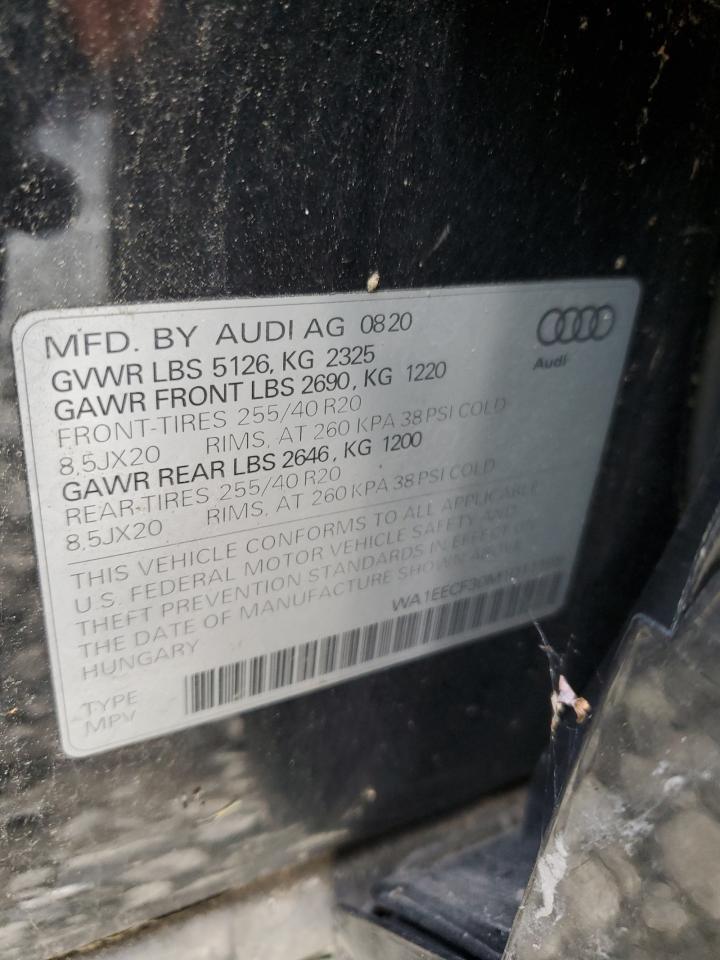 MFD. BY AUDI AG 0820
Audi
GVWR LBS 5126, KG 2325
GAWR FRONT LBS 2690, KG 1220
FRONT-TIRES 255/40 R20
8,5JX20 RIMS, AT 260 KPA 38 PSI COLD
GAWR REAR LBS 2646, KG 1200
REAR-TIRES 255/40 R20
8,5JX20 RIMS, AT 260 KPA 38 PSI COLD
THIS VEHICLE CONFORMS TO ALL APPLICABLE
U.S. FEDERAL MOTOR VEHICLE SAFETY AND
THEFT PREVENTION STANDARDS IN EFFECT ON
THE DATE OF MANUFACTURE SHOWN ABOVE.
HUNGARY
TYPE
MPV